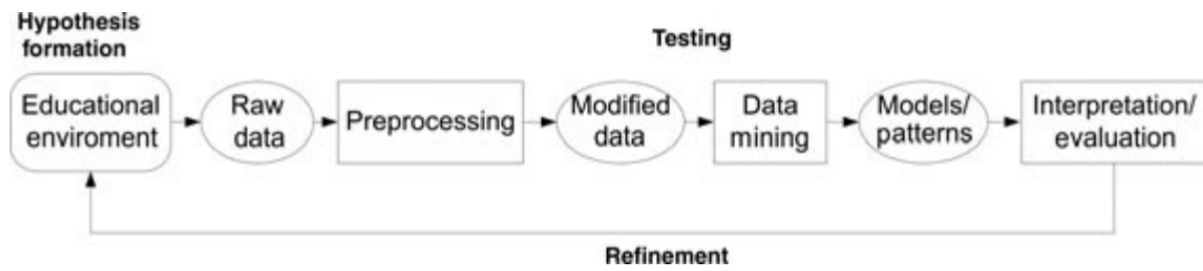 Hypothesis
formation
Testing
Educational
enviroment
Raw
data
Preprocessing
Modified
data
Data
mining
Models/
patterns
Interpretation/
evaluation
Refinement